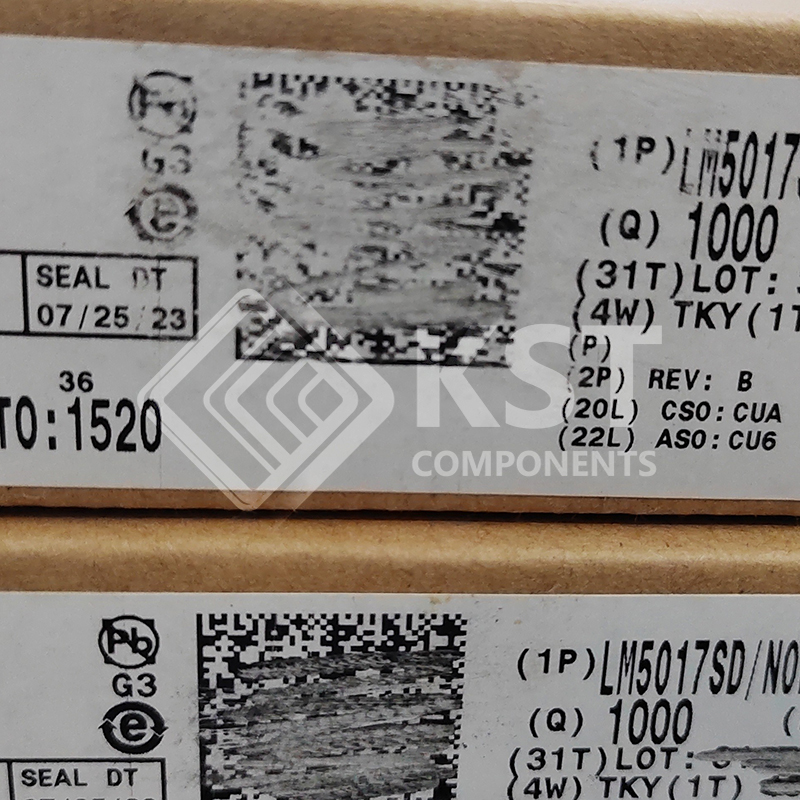 G3
SEAL DT
07/25/23
36
TO:1520
(1P) LM5017
(Q) 1000
(31T) LOT:
(4W) TKY(1T
(P)
(2P) REV: B
(20L) CSO: CUA
(22L) ASO: CU6
KST
COMPONENTS
Pb
G3
e
SEAL DT
(1P) LM5017SD/NO
(Q) 1000 (
(31T) LOT:
(4W) TKY(1T)